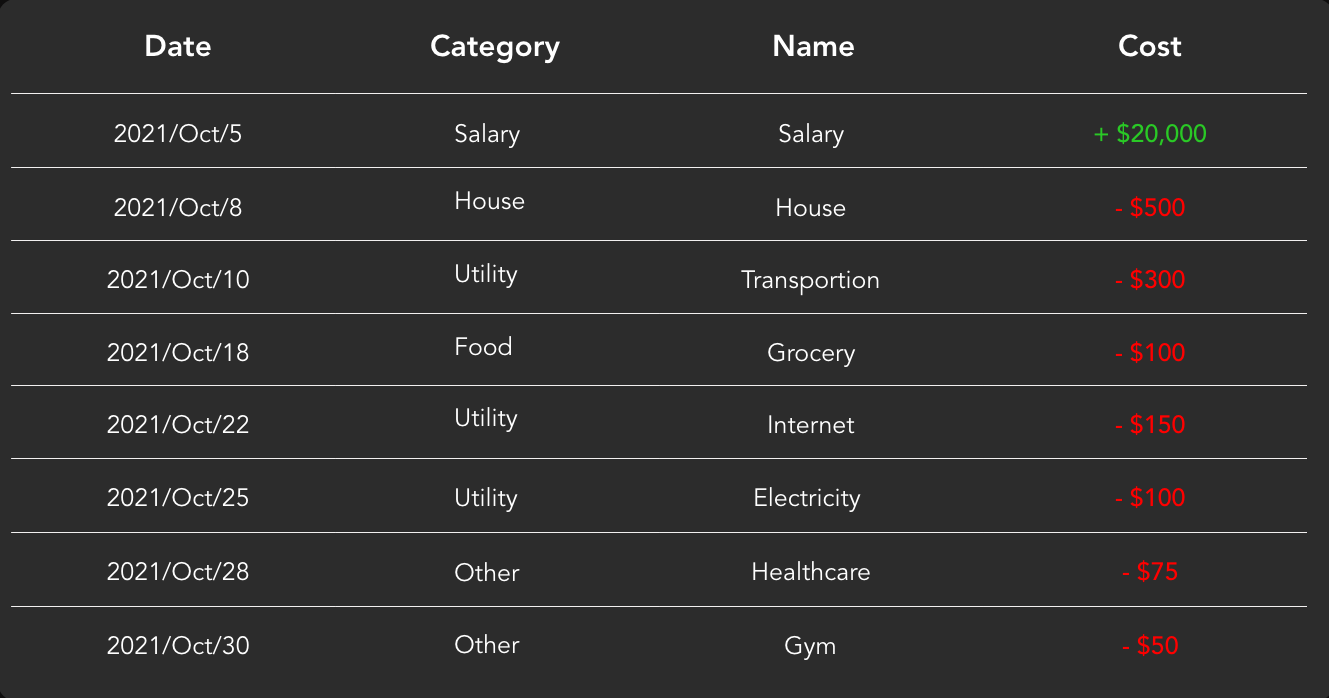 Date Category Name Cost
2021/Oct/5 Salary Salary + $20,000
2021/Oct/8 House House - $500
2021/Oct/10 Utility Transportion - $300
2021/Oct/18 Food Grocery - $100
2021/Oct/22 Utility Internet - $150
2021/Oct/25 Utility Electricity - $100
2021/Oct/28 Other Healthcare - $75
2021/Oct/30 Other Gym - $50